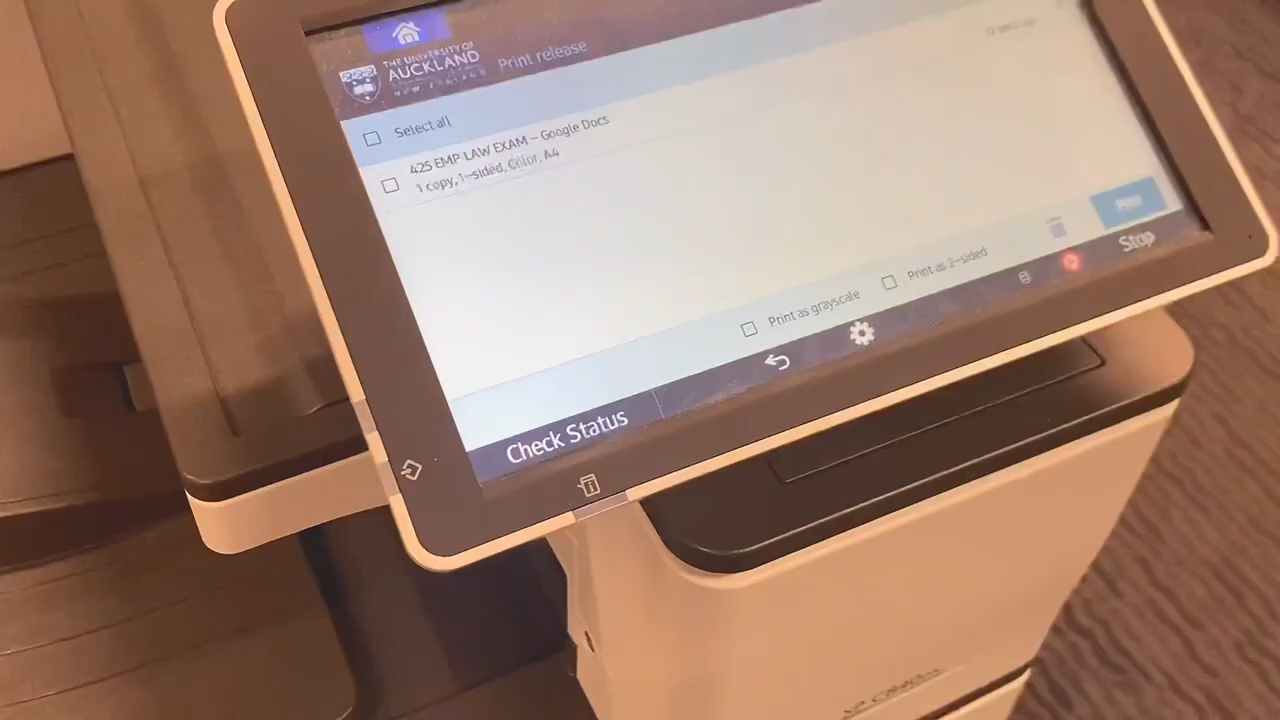 THE UNIVERSITY OF
AUCKLAND
NEW ZEALAND
Print release
Select all
425 EMP LAW EXAM – Google Docs
1 copy, 1-sided, Color, A4
Print as grayscale
Print as 2-sided
Print
Stop
Check Status